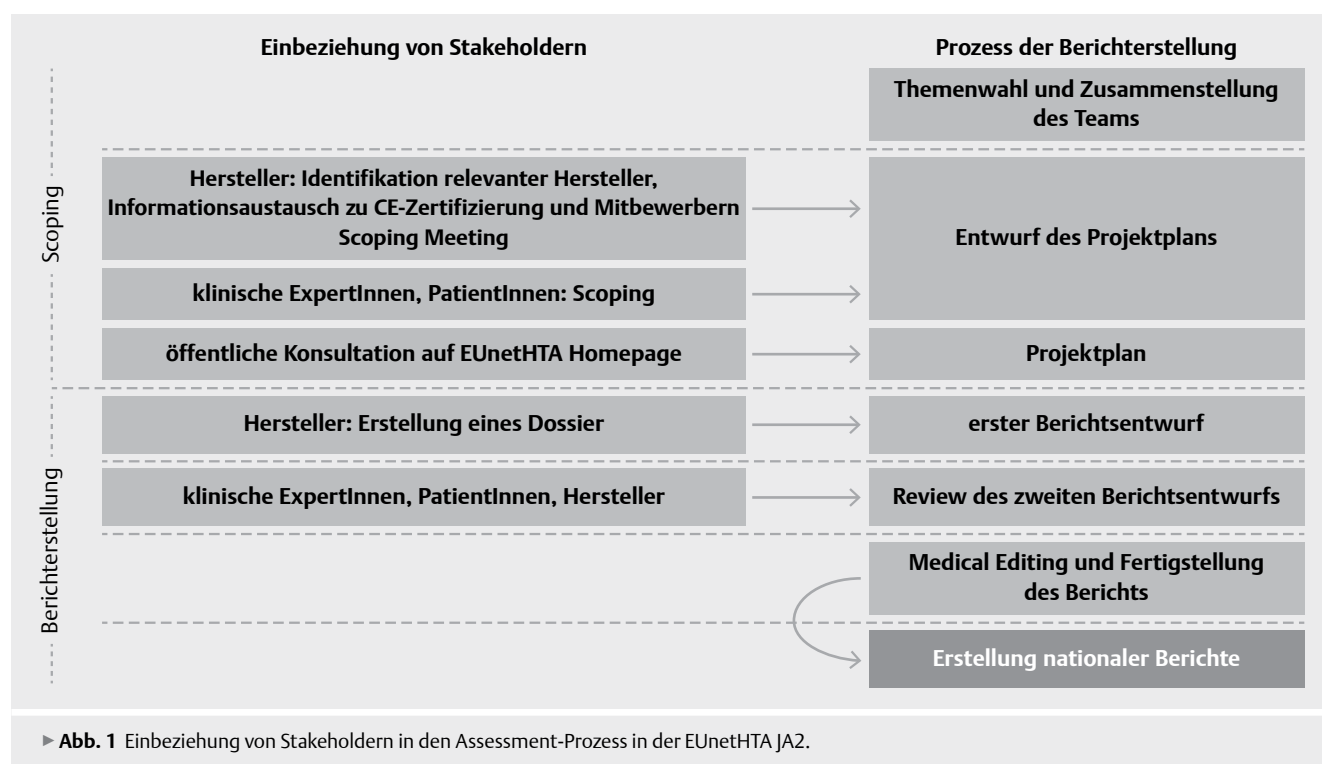 Einbeziehung von Stakeholdern
Prozess der Berichterstellung
Scoping
Themenwahl und Zusammenstellung
des Teams
Hersteller: Identifikation relevanter Hersteller,
Informationsaustausch zu CE-Zertifizierung und Mitbewerbern
Scoping Meeting
Entwurf des Projektplans
klinische ExpertInnen, PatientInnen: Scoping
öffentliche Konsultation auf EUnetHTA Homepage
Projektplan
Berichterstellung
Hersteller: Erstellung eines Dossier
erster Berichtsentwurf
klinische ExpertInnen, PatientInnen, Hersteller
Review des zweiten Berichtsentwurfs
Medical Editing und Fertigstellung
des Berichts
Erstellung nationaler Berichte
▶ Abb. 1 Einbeziehung von Stakeholdern in den Assessment-Prozess in der EUnetHTA JA2.